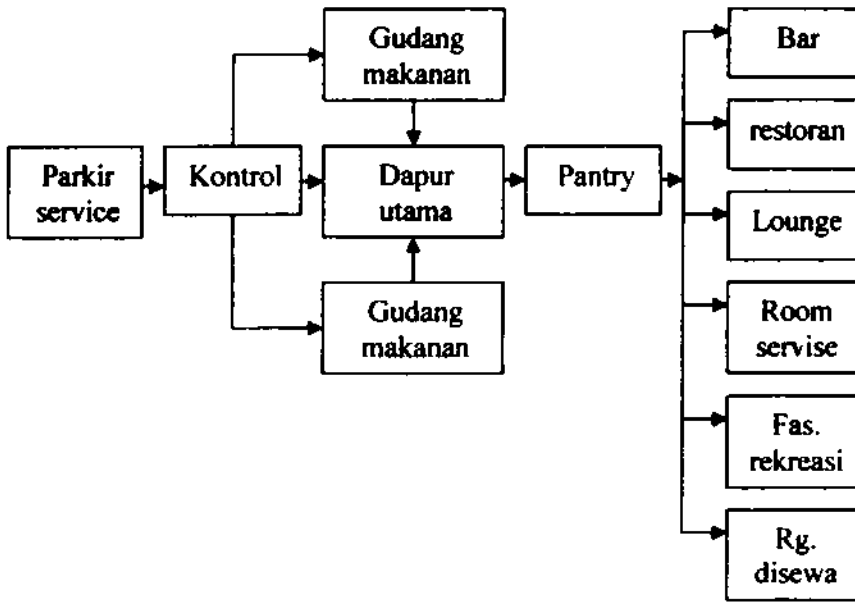 Parkir
service
Kontrol
Gudang
makanan
Dapur
utama
Gudang
makanan
Pantry
Bar
restoran
Lounge
Room
servise
Fas.
rekreasi
Rg.
disewa